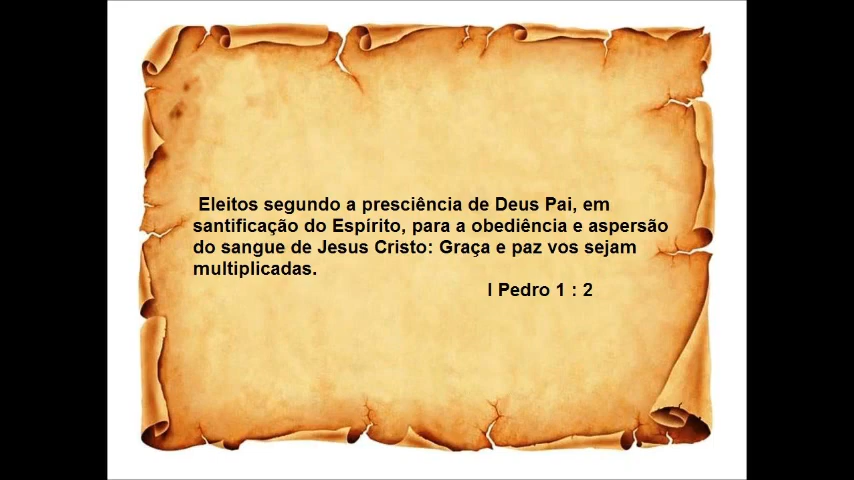 Eleitos segundo a presciência de Deus Pai, em
santificação do Espírito, para a obediência e aspersão
do sangue de Jesus Cristo: Graça e paz vos sejam
multiplicadas.
I Pedro 1 : 2